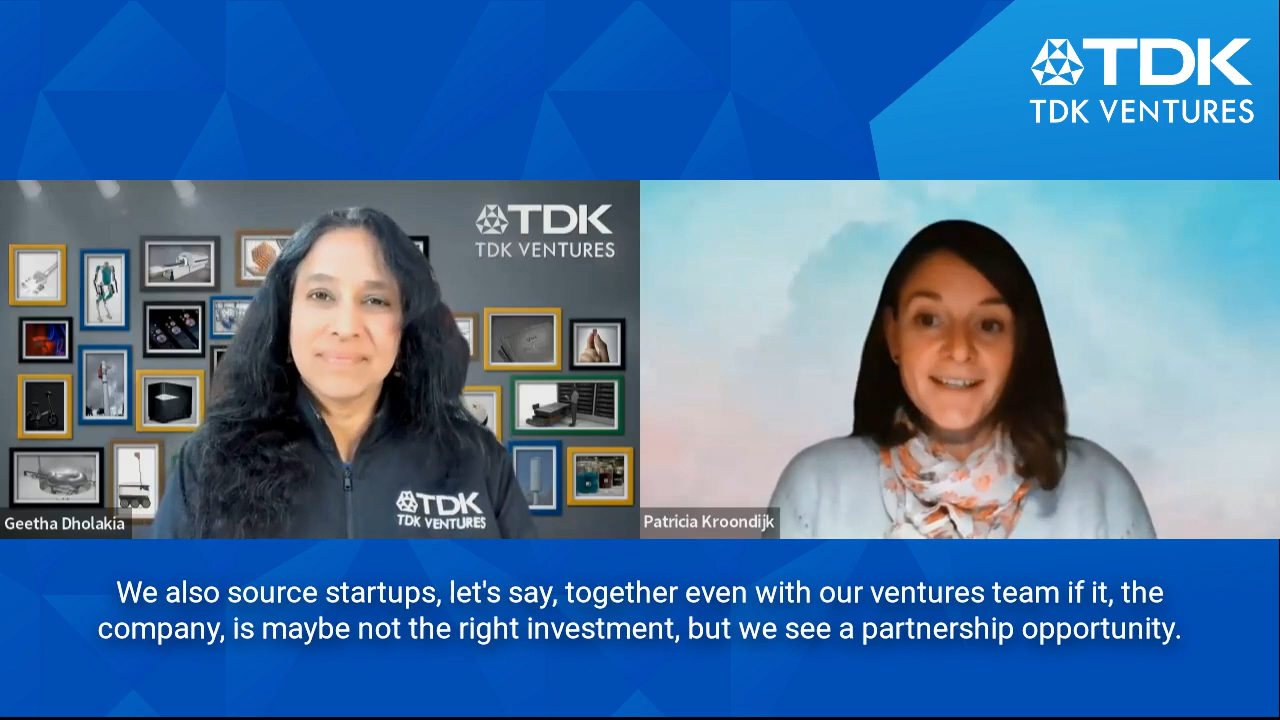 TDK
TDK VENTURES
TDK
TDK VENTURES
TDK
TDK VENTURES
Geetha Dholakia
Patricia Kroondijk
We also source startups, let's say, together even with our ventures team if it, the
company, is maybe not the right investment, but we see a partnership opportunity.